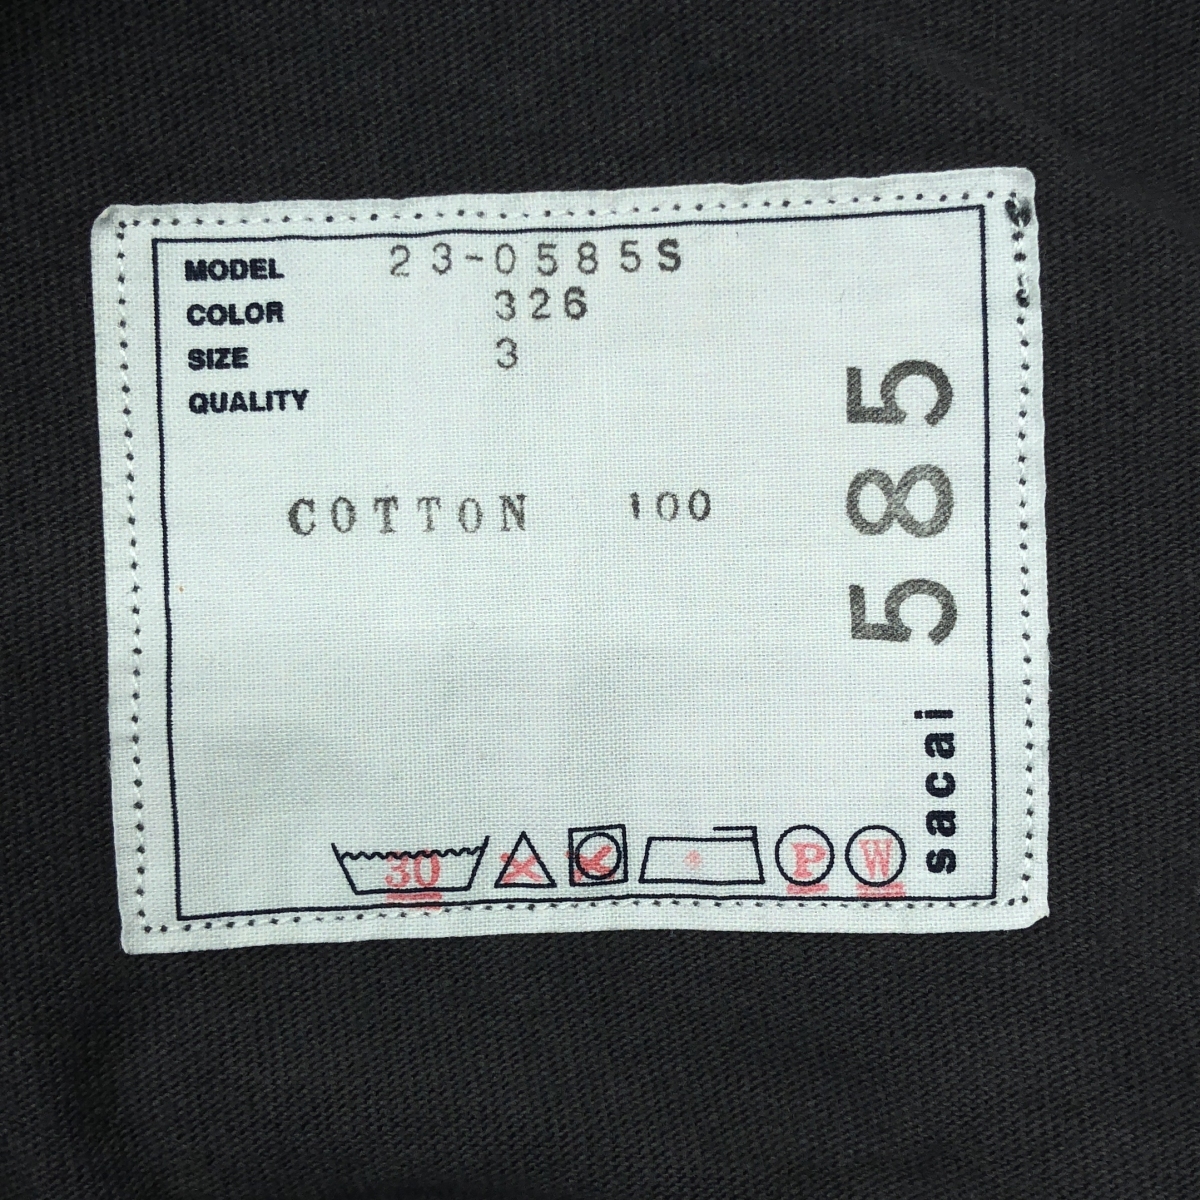 MODEL 23-0585S
COLOR 326
SIZE 3
QUALITY
COTTON 100
585
sacai
30 P W